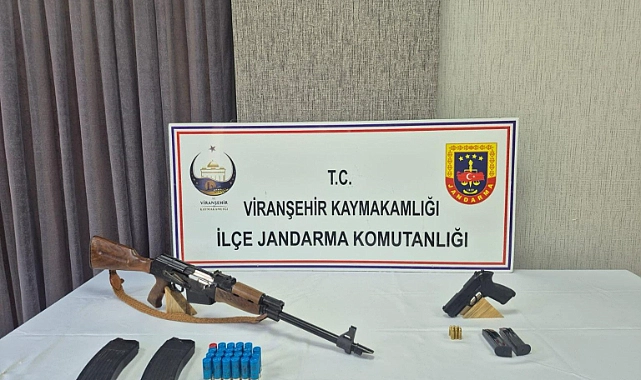 T.C.
VİRANŞEHİR KAYMAKAMLIĞI
İLÇE JANDARMA KOMUTANLIĞI
VİRANŞEHİR
KAYMAKAMLIĞI
JANDARMA